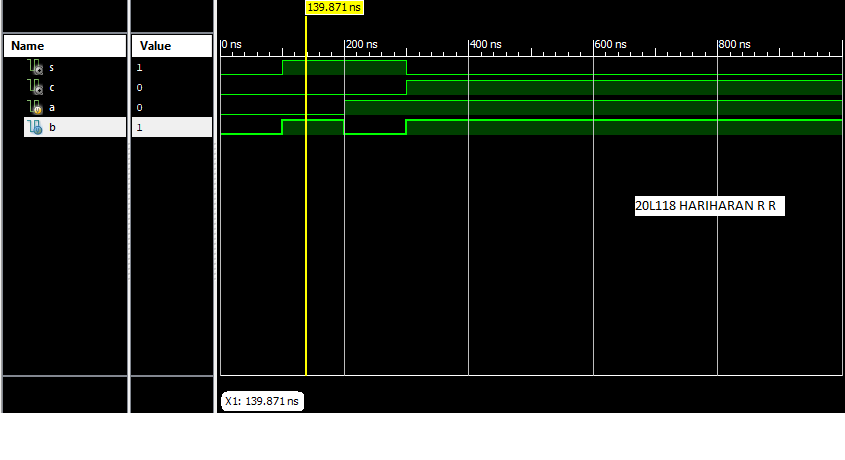 139.871 ns
Name Value
0 ns 200 ns 400 ns 600 ns 800 ns
s 1
c 0
a 0
b 1
20L118 HARIHARAN R R
X1: 139.871 ns